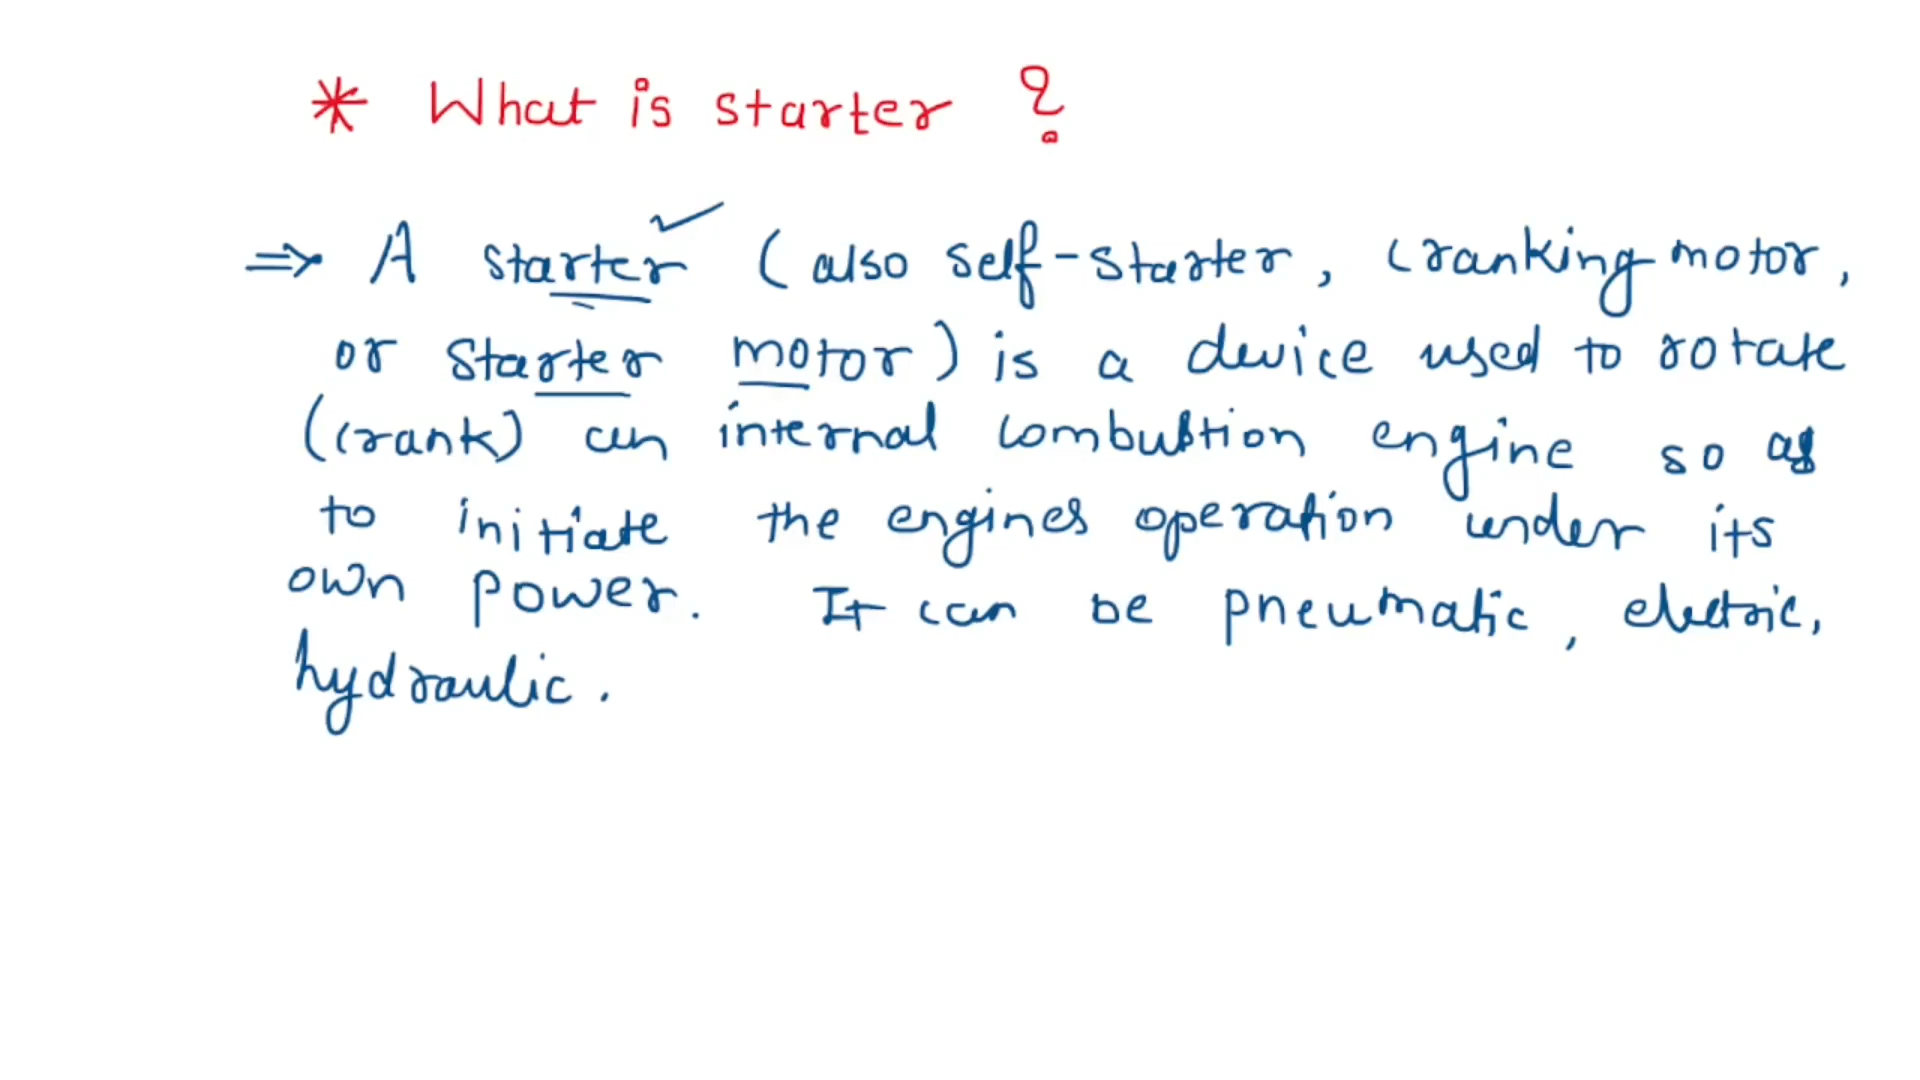 * What is starter ?
⇒ A starter (also self-starter, cranking motor,
or starter motor) is a device used to rotate
(crank) an internal combustion engine so as
to initiate the engines operation under its
own power. It can be pneumatic, electric,
hydraulic.